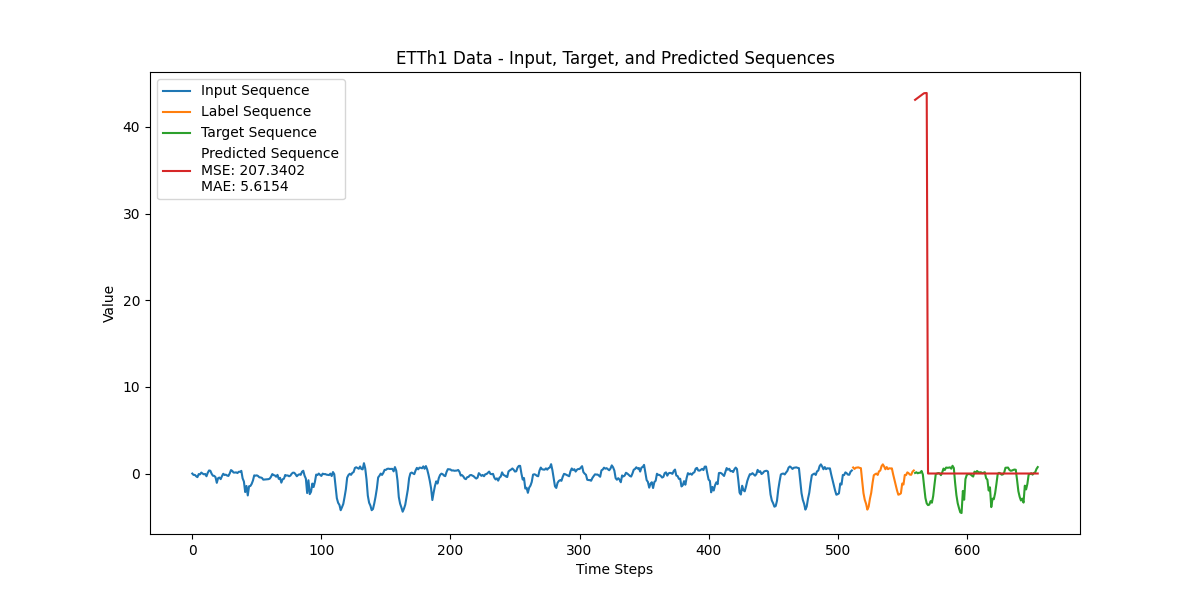 ETTh1 Data - Input, Target, and Predicted Sequences
Input Sequence
Label Sequence
Target Sequence
Predicted Sequence
MSE: 207.3402
MAE: 5.6154
40
30
20
10
0
Value
0 100 200 300 400 500 600
Time Steps